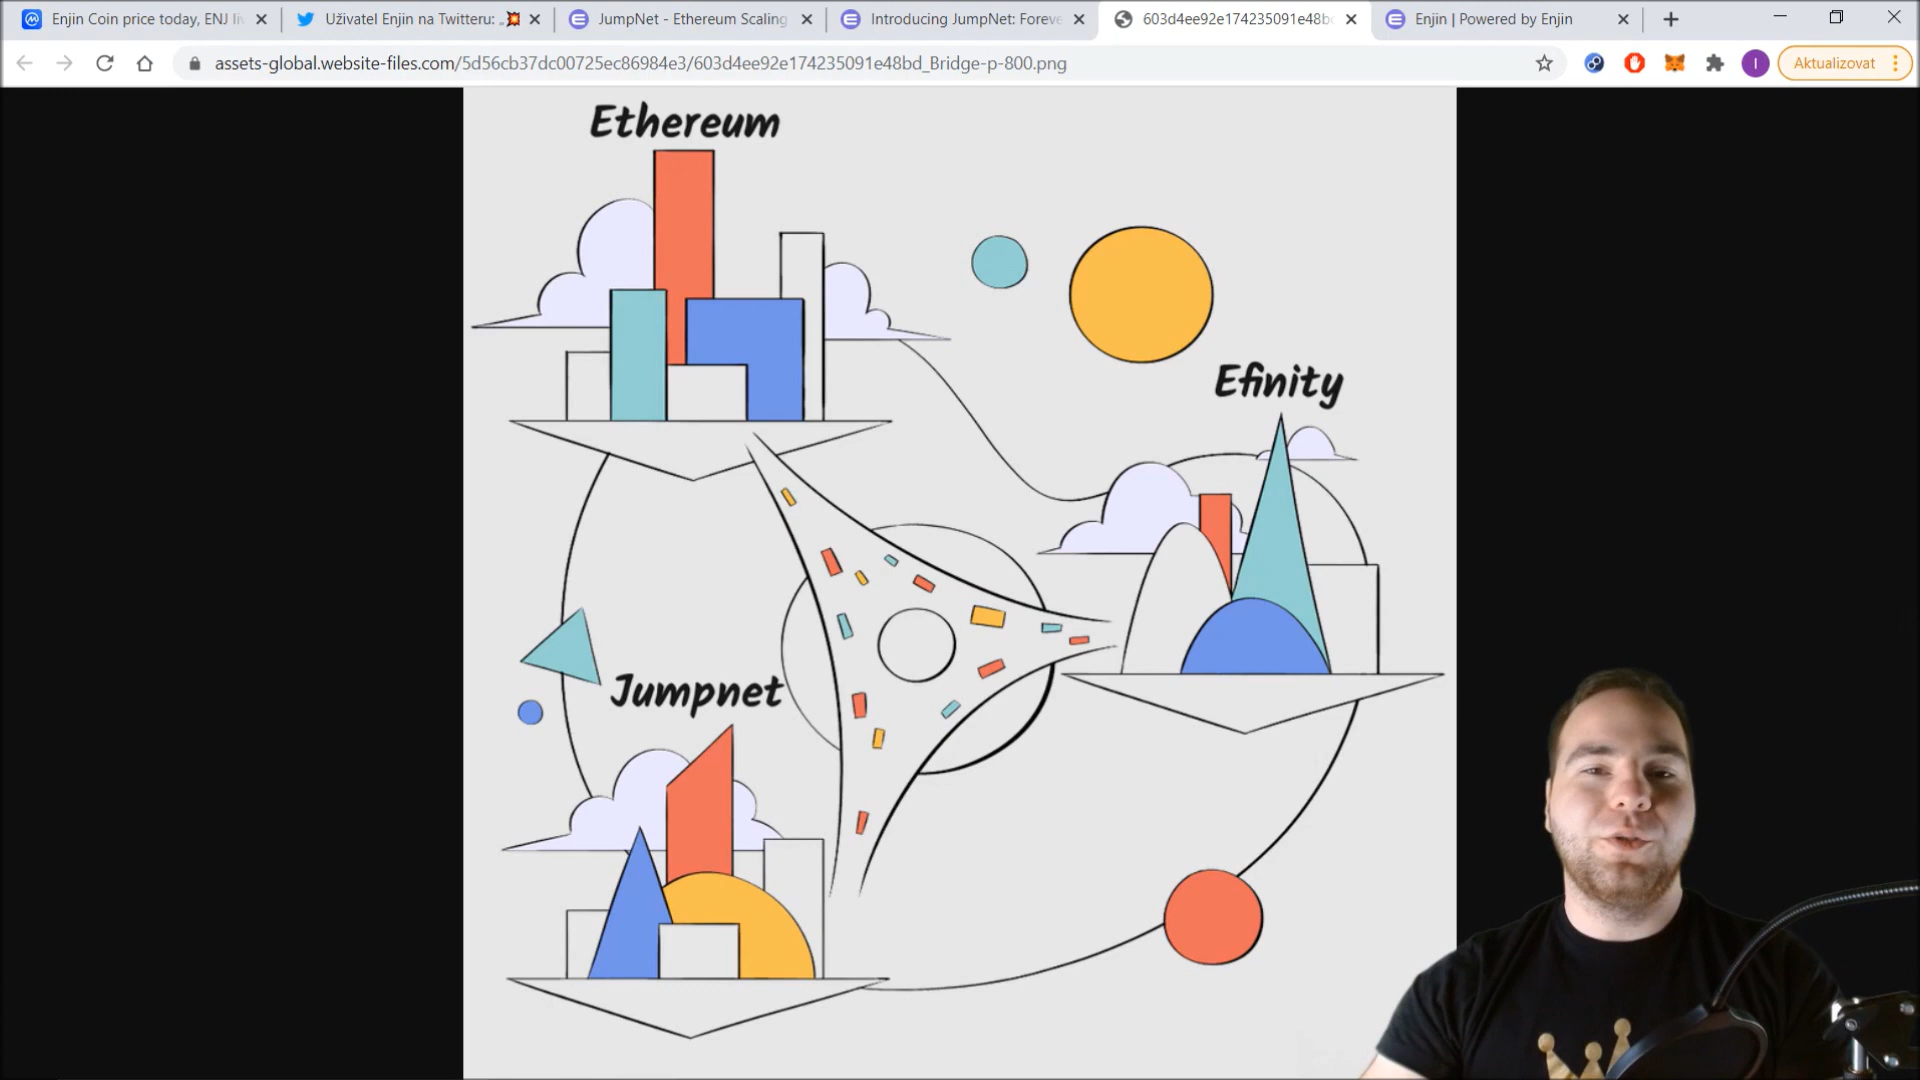 Enjin Coin price today, ENJ li
Uživatel Enjin na Twitteru: „💥
JumpNet - Ethereum Scaling
Introducing JumpNet: Foreve
603d4ee92e174235091e48b
Enjin | Powered by Enjin
assets-global.website-files.com/5d56cb37dc00725ec86984e3/603d4ee92e174235091e48bd_Bridge-p-800.png
I
Aktualizovat
Ethereum
Efinity
Jumpnet